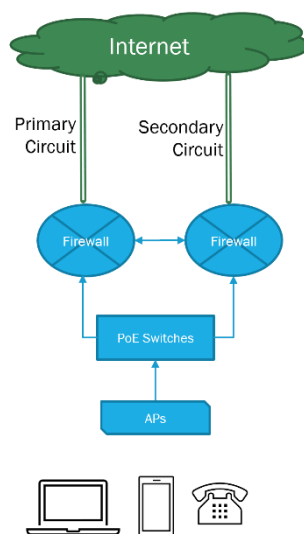 Internet
Primary
Circuit
Secondary
Circuit
Firewall
Firewall
PoE Switches
APs